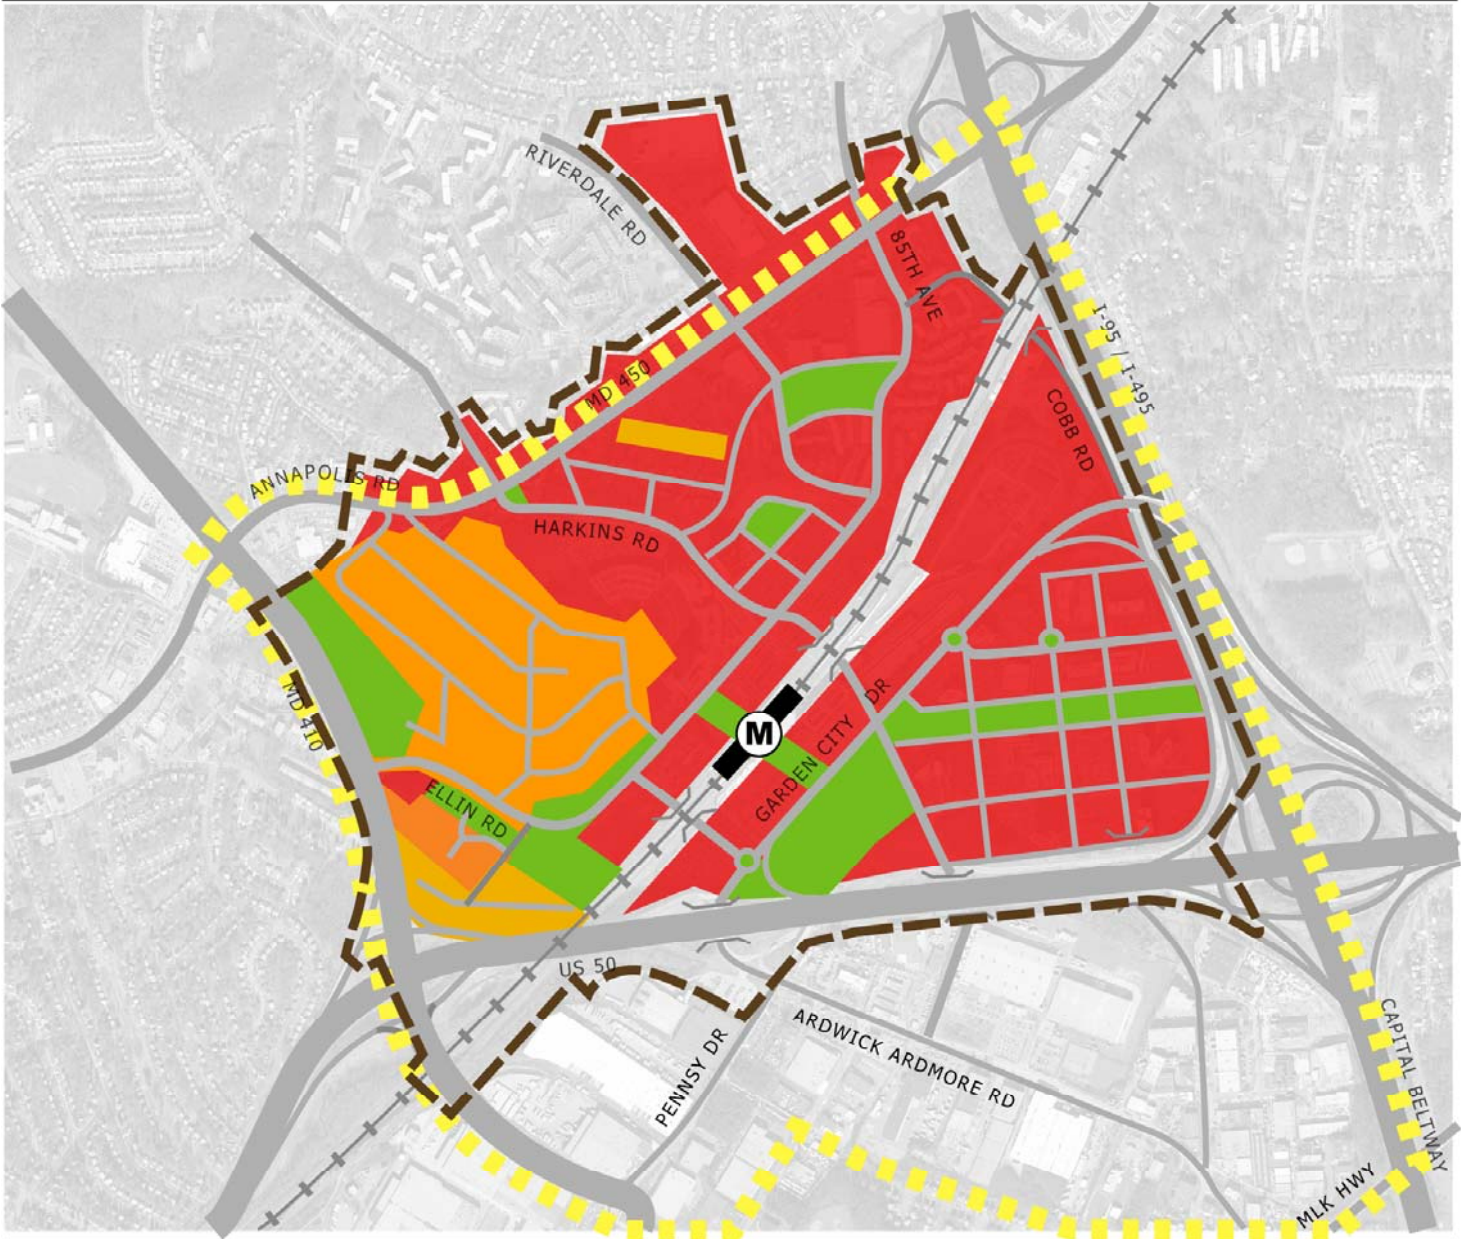 RIVERDALE RD
85TH AVE
I-95 / I-495
MD 450
COBB RD
ANNAPOLIS RD
HARKINS RD
MD 410
M
GARDEN CITY DR
ELLIN RD
US 50
ARDWICK ARDMORE RD
PENNSY DR
CAPITAL BELTWAY
MLK HWY